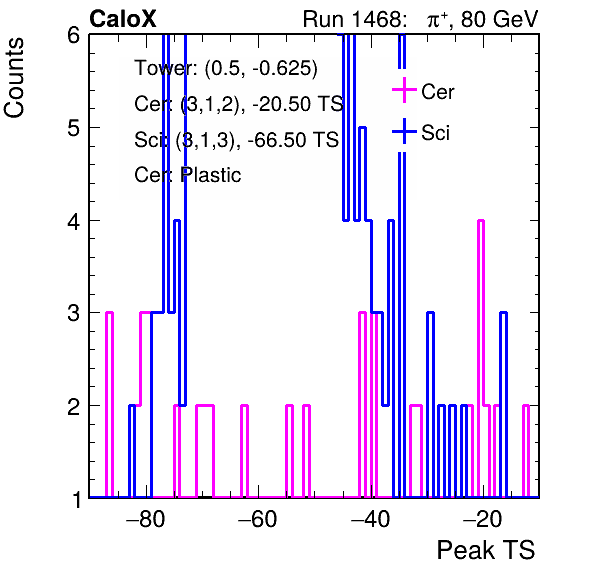 CaloX Run 1468: π⁺, 80 GeV
Counts
6
5
4
3
2
1
Tower: (0.5, -0.625)
Cer: (3,1,2), -20.50 TS
Sci: (3,1,3), -66.50 TS
Cer: Plastic
Cer
Sci
−80 −60 −40 −20
Peak TS